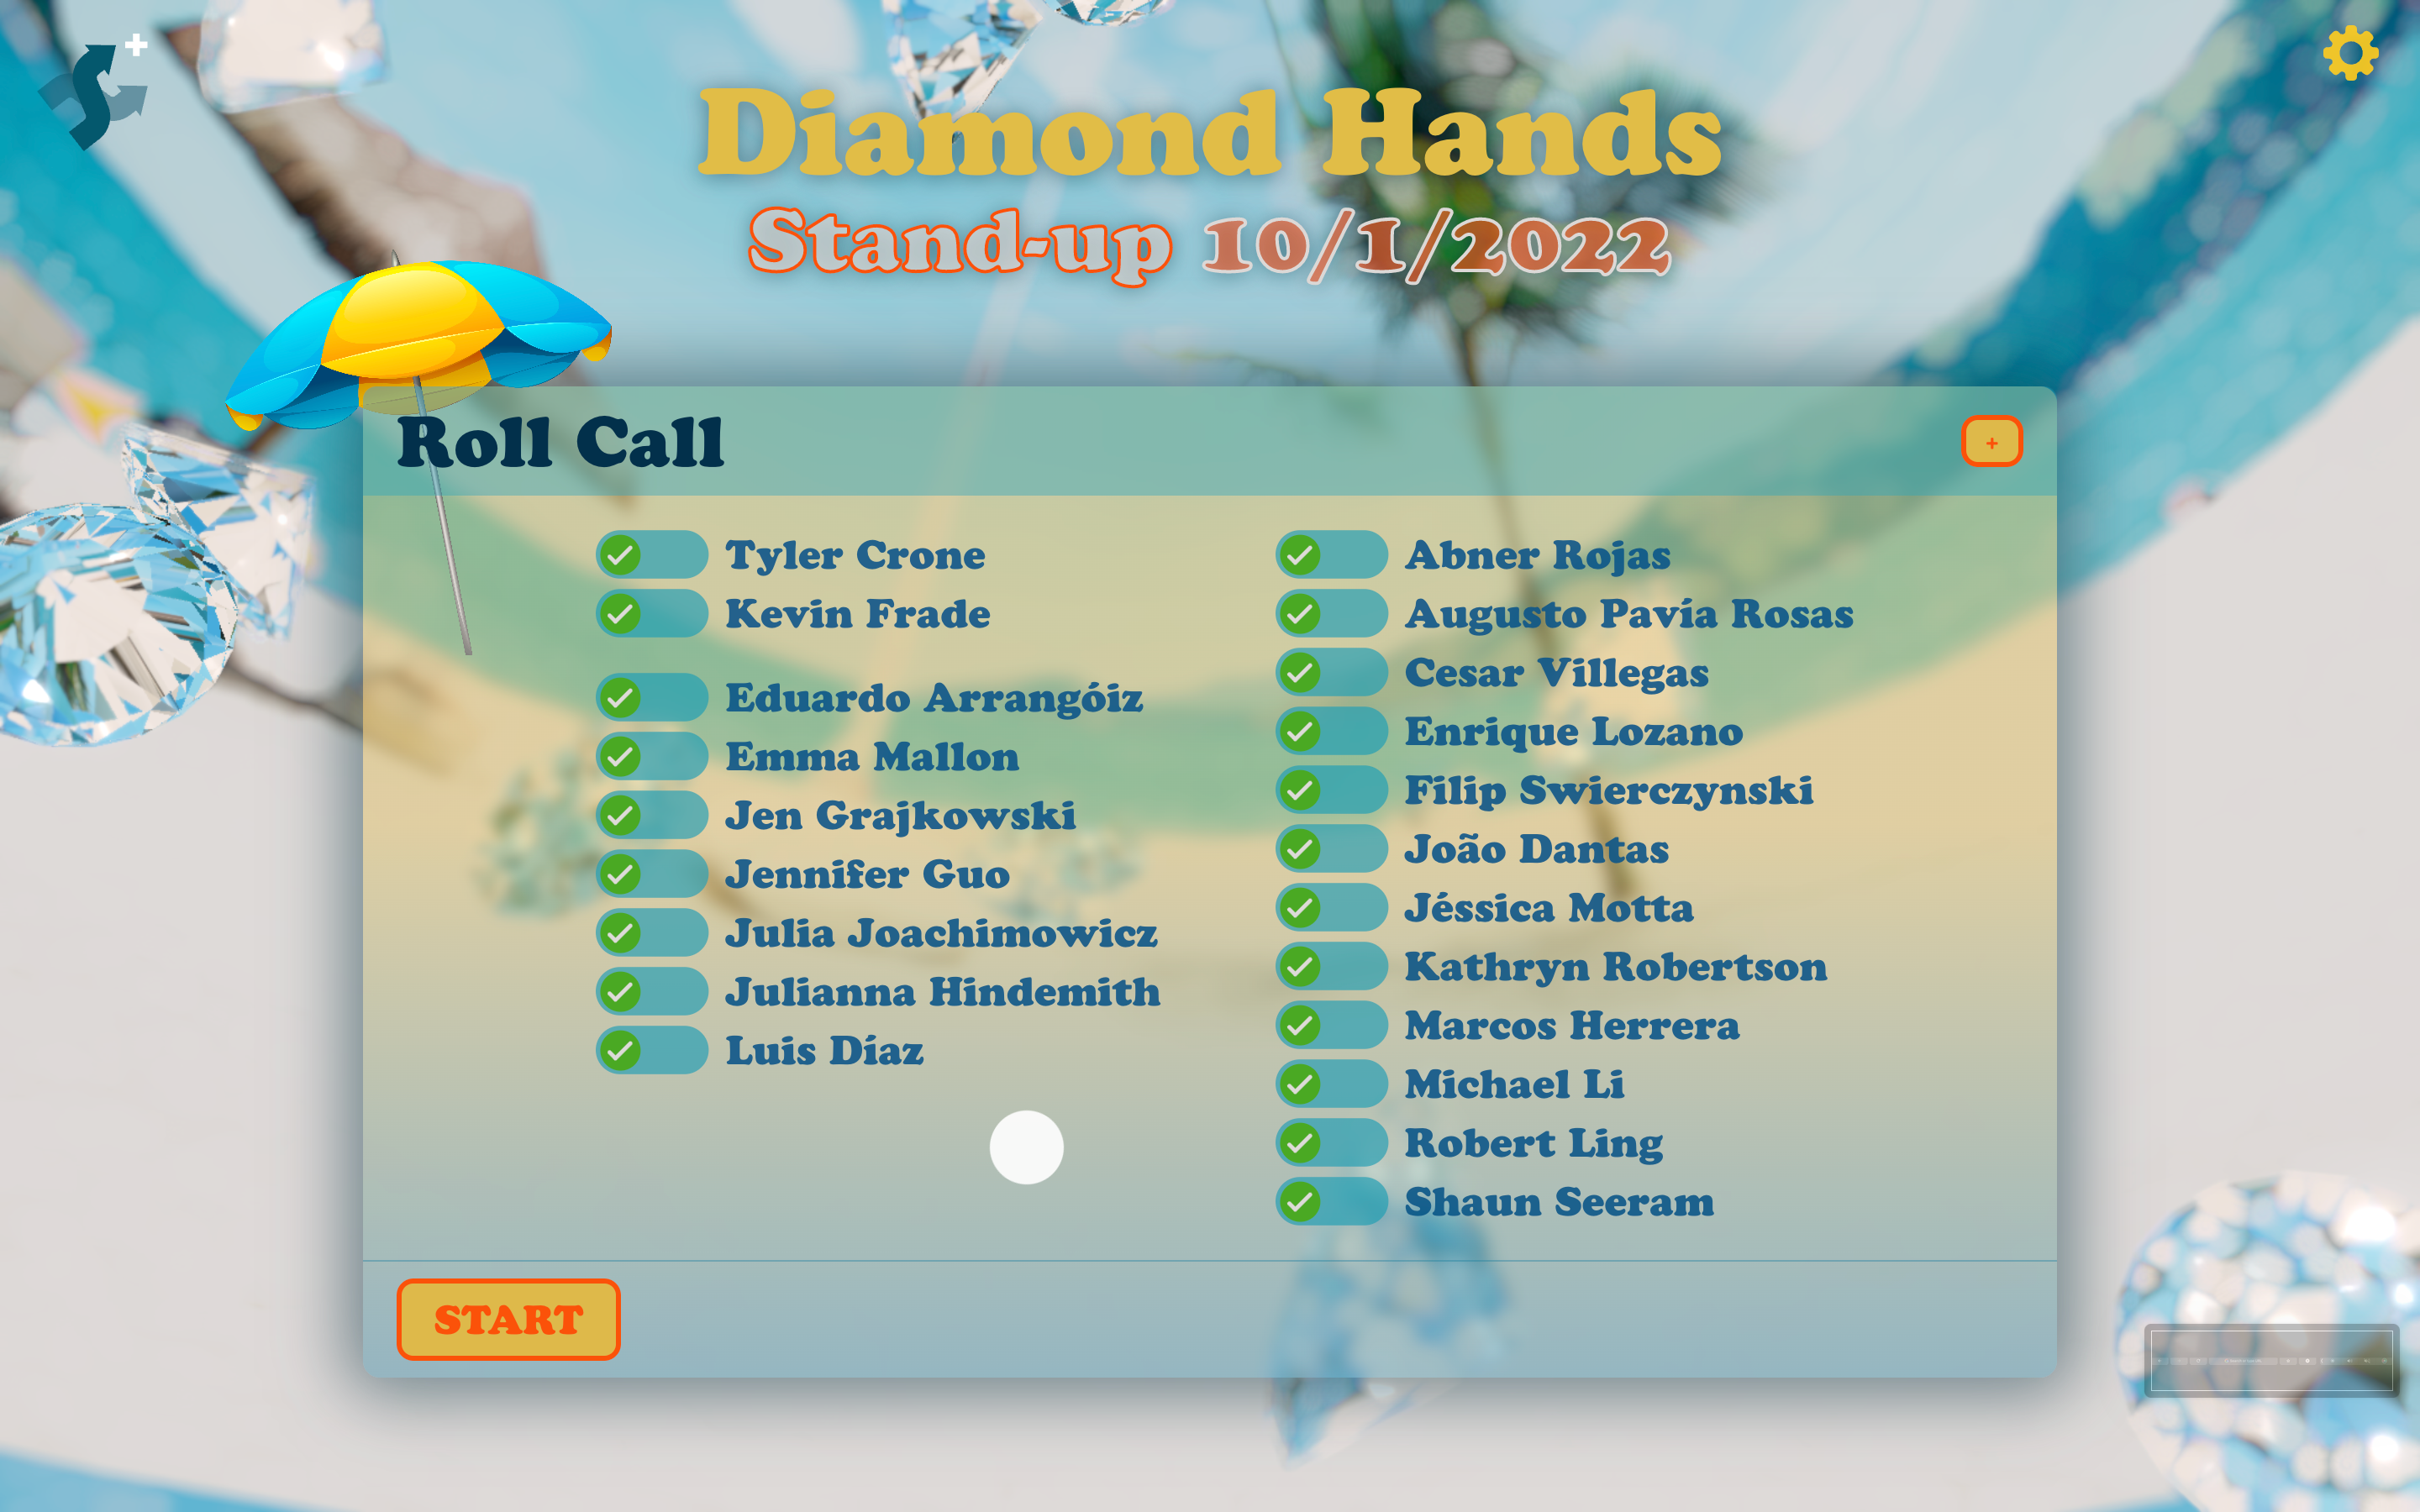 Diamond Hands
Stand-up 10/1/2022
Roll Call
+
Tyler Crone
Kevin Frade
Eduardo Arrangóiz
Emma Mallon
Jen Grajkowski
Jennifer Guo
Julia Joachimowicz
Julianna Hindemith
Luis Díaz
Abner Rojas
Augusto Pavía Rosas
Cesar Villegas
Enrique Lozano
Filip Swierczynski
João Dantas
Jéssica Motta
Kathryn Robertson
Marcos Herrera
Michael Li
Robert Ling
Shaun Seeram
START